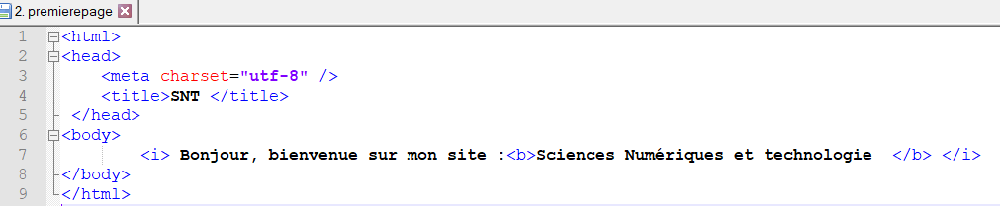 2. premierepage
1 <html>
2 <head>
3 <meta charset="utf-8" />
4 <title>SNT </title>
5 </head>
6 <body>
7 <i> Bonjour, bienvenue sur mon site :<b>Sciences Numériques et technologie  </b> </i>
8 </body>
9 </html>